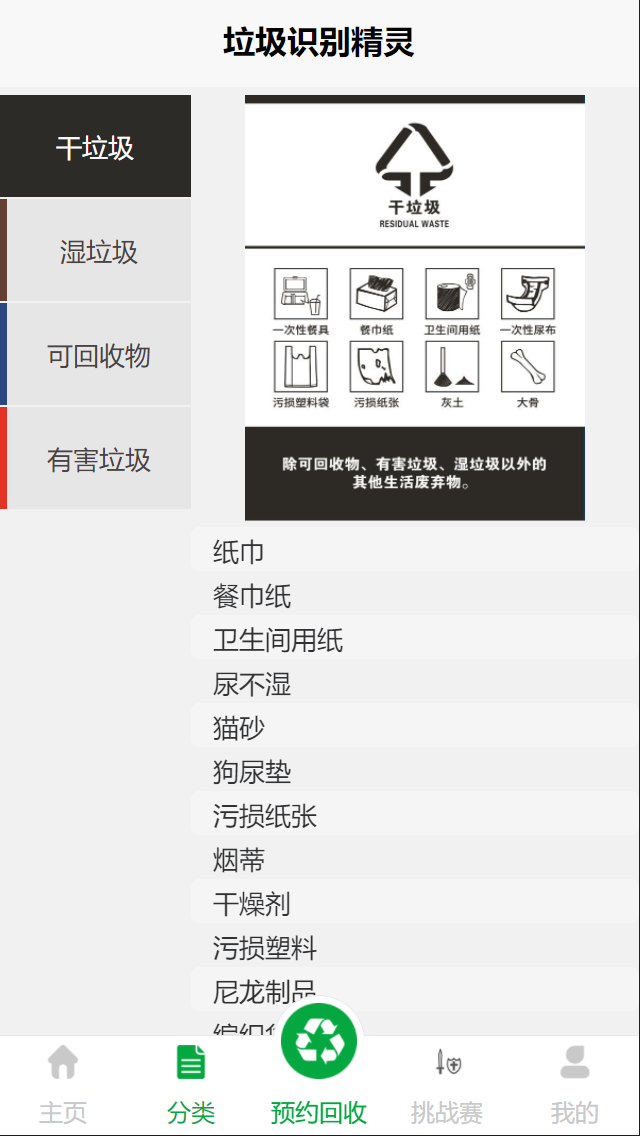 垃圾识别精灵
干垃圾
湿垃圾
可回收物
有害垃圾
干垃圾
RESIDUAL WASTE
一次性餐具 餐巾纸 卫生间用纸 一次性尿布
污损塑料袋 污损纸张 灰土 大骨
除可回收物、有害垃圾、湿垃圾以外的
其他生活废弃物。
纸巾
餐巾纸
卫生间用纸
尿不湿
猫砂
狗尿垫
污损纸张
烟蒂
干燥剂
污损塑料
尼龙制品
主页 分类 预约回收 挑战赛 我的